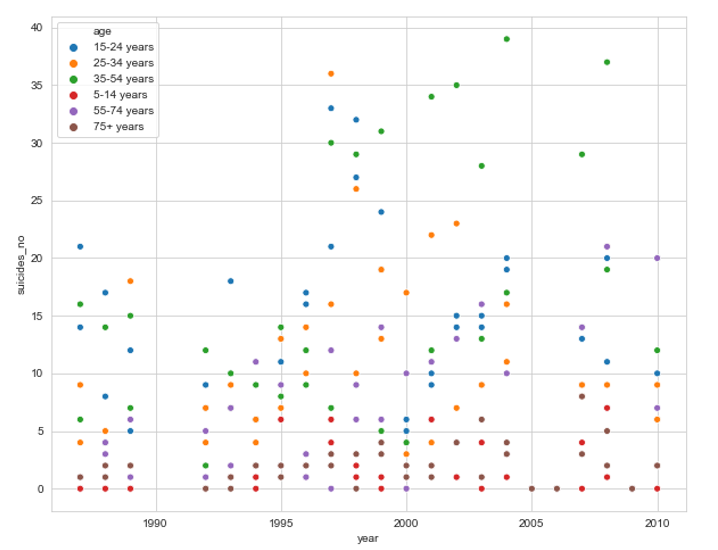 age
15-24 years
25-34 years
35-54 years
5-14 years
55-74 years
75+ years
40
35
30
25
20
15
10
5
0
suicides_no
1990 1995 2000 2005 2010
year